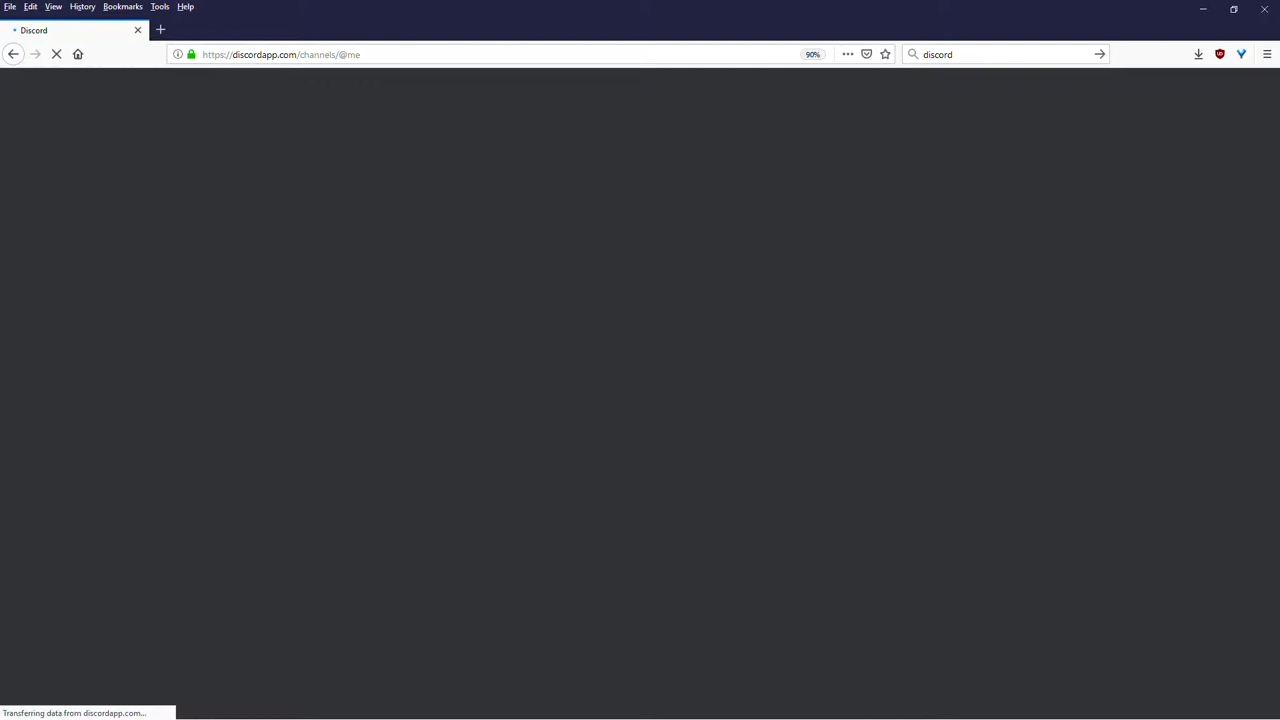 File Edit View History Bookmarks Tools Help
Discord
https://discordapp.com/channels/@me 90% discord
Transferring data from discordapp.com...